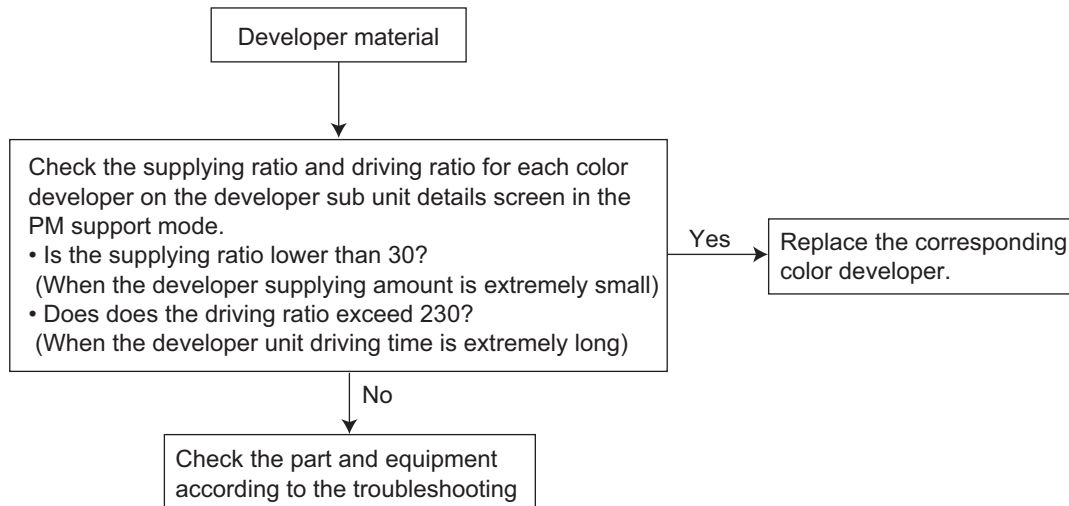 Developer material
Check the supplying ratio and driving ratio for each color
developer on the developer sub unit details screen in the
PM support mode.
• Is the supplying ratio lower than 30?
(When the developer supplying amount is extremely small)
• Does does the driving ratio exceed 230?
(When the developer unit driving time is extremely long)
Yes
Replace the corresponding
color developer.
No
Check the part and equipment
according to the troubleshooting